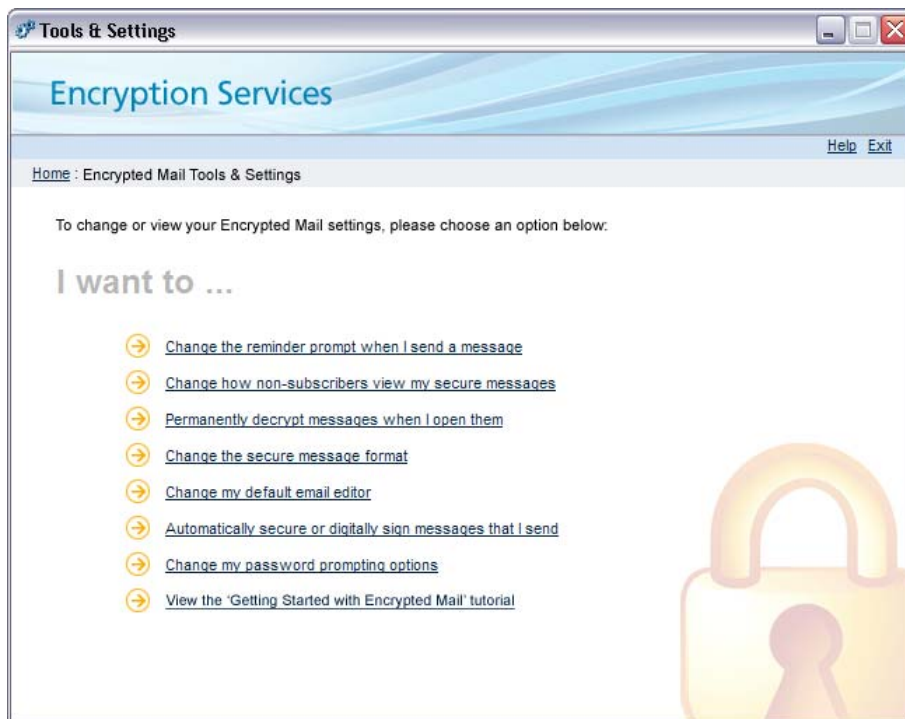 Tools & Settings
Encryption Services
Help Exit
Home : Encrypted Mail Tools & Settings
To change or view your Encrypted Mail settings, please choose an option below:
I want to ...
Change the reminder prompt when I send a message
Change how non-subscribers view my secure messages
Permanently decrypt messages when I open them
Change the secure message format
Change my default email editor
Automatically secure or digitally sign messages that I send
Change my password prompting options
View the ‘Getting Started with Encrypted Mail’ tutorial